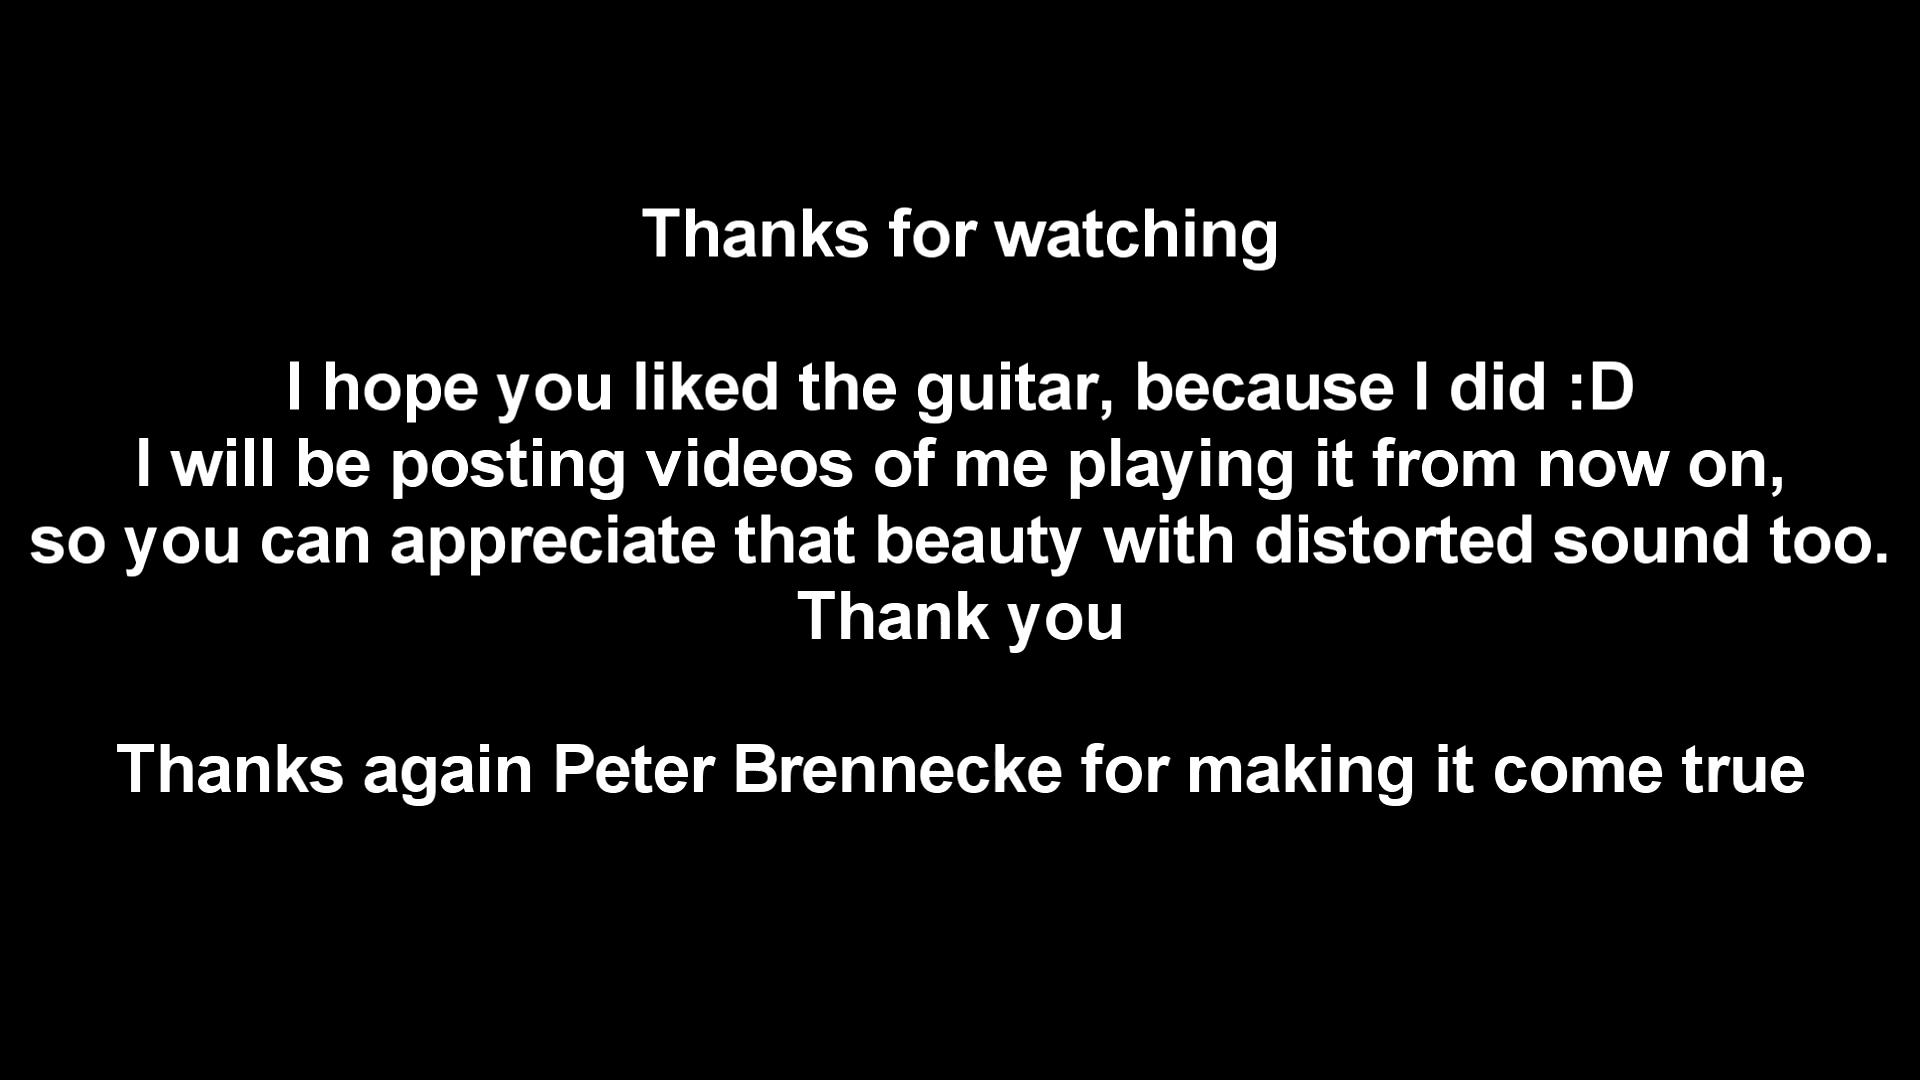 Thanks for watching
I hope you liked the guitar, because I did :D
I will be posting videos of me playing it from now on,
so you can appreciate that beauty with distorted sound too.
Thank you
Thanks again Peter Brennecke for making it come true